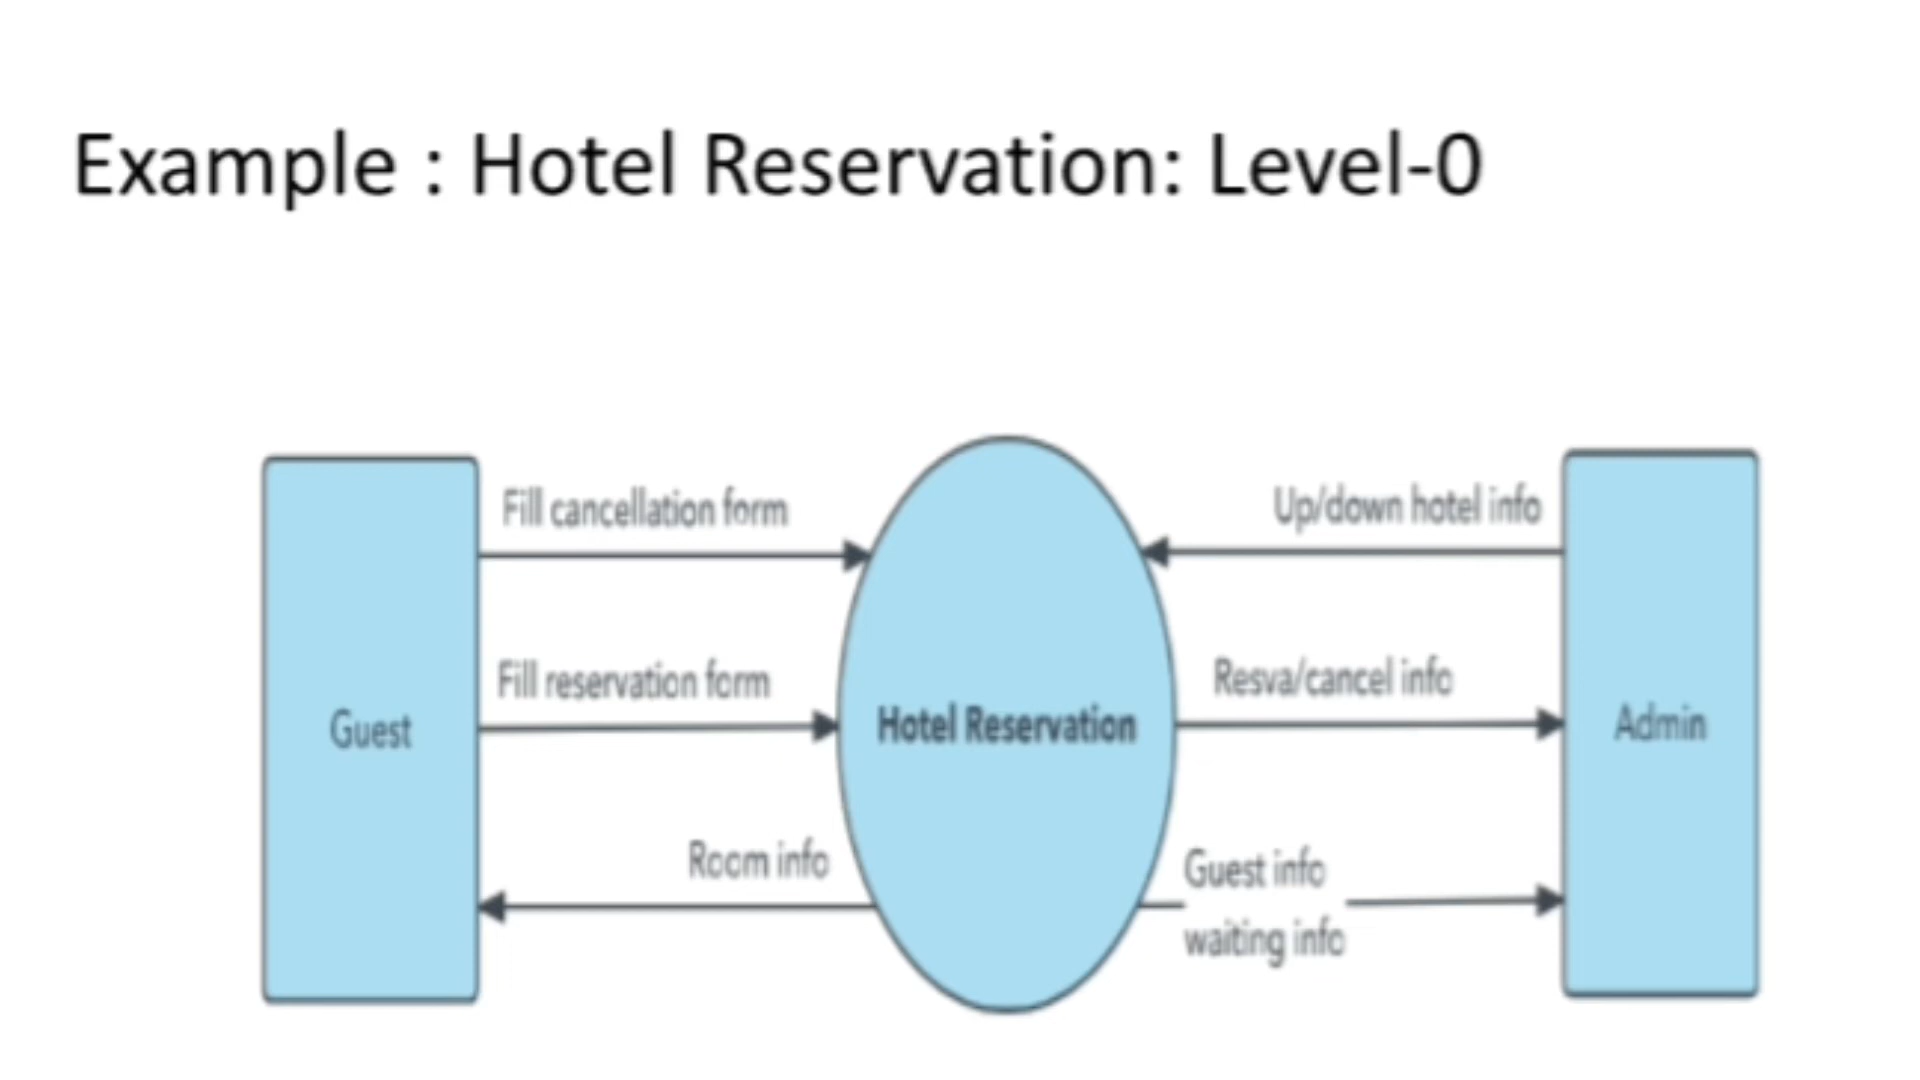 Example : Hotel Reservation: Level-0
Fill cancellation form
Up/down hotel info
Fill reservation form
Resva/cancel info
Guest
Hotel Reservation
Admin
Room info
Guest info
waiting info